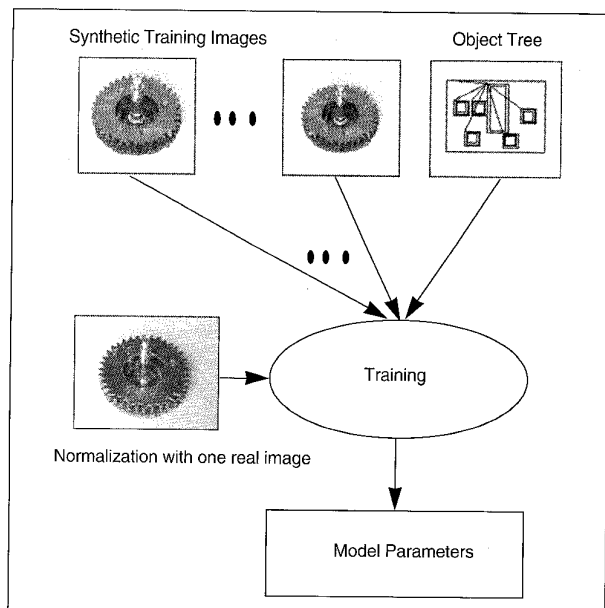 Synthetic Training Images
Object Tree
Training
Normalization with one real image
Model Parameters